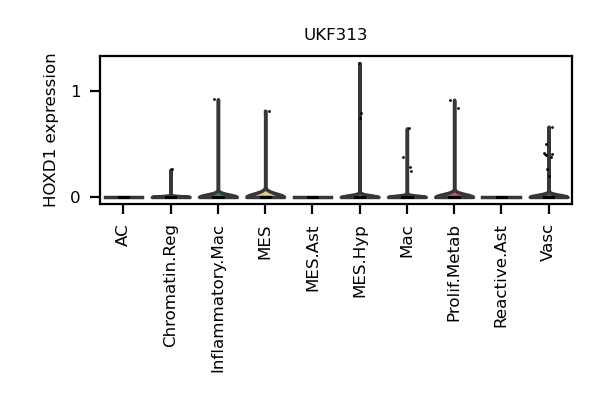 UKF313
HOXD1 expression
1
0
AC
Chromatin.Reg
Inflammatory.Mac
MES
MES.Ast
MES.Hyp
Mac
Prolif.Metab
Reactive.Ast
Vasc